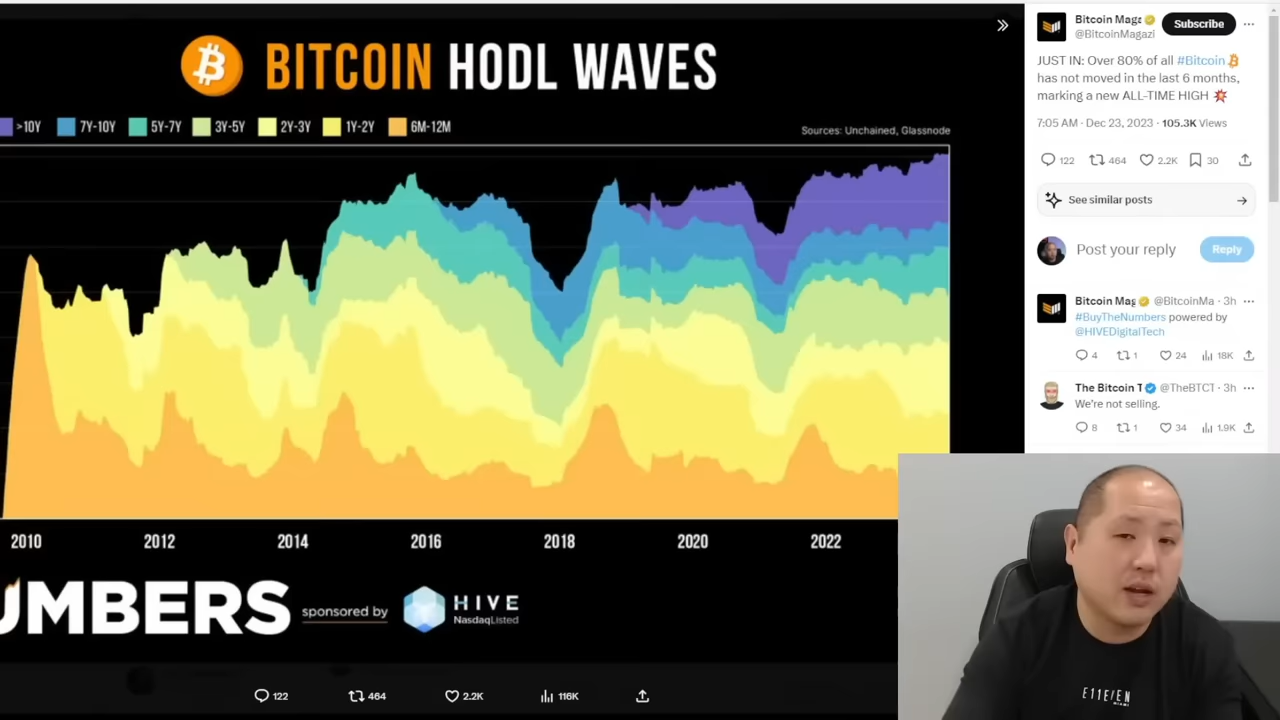 BITCOIN HODL WAVES
>10Y 7Y-10Y 5Y-7Y 3Y-5Y 2Y-3Y 1Y-2Y 6M-12M
Sources: Unchained, Glassnode
2010 2012 2014 2016 2018 2020 2022
UMBERS sponsored by HIVE
NasdaqListed
122 464 2.2K 116K
Bitcoin Maga
Subscribe
@BitcoinMagazi
JUST IN: Over 80% of all #Bitcoin
has not moved in the last 6 months,
marking a new ALL-TIME HIGH
7:05 AM · Dec 23, 2023 · 105.3K Views
122 464 2.2K 30
See similar posts
Post your reply
Reply
Bitcoin Mag @BitcoinMa · 3h
#BuyTheNumbers powered by
@HIVEDigitalTech
4 1 24 18K
The Bitcoin T @TheBTCT · 3h
We're not selling.
8 1 34 1.9K
E11EVEN
MIAMI